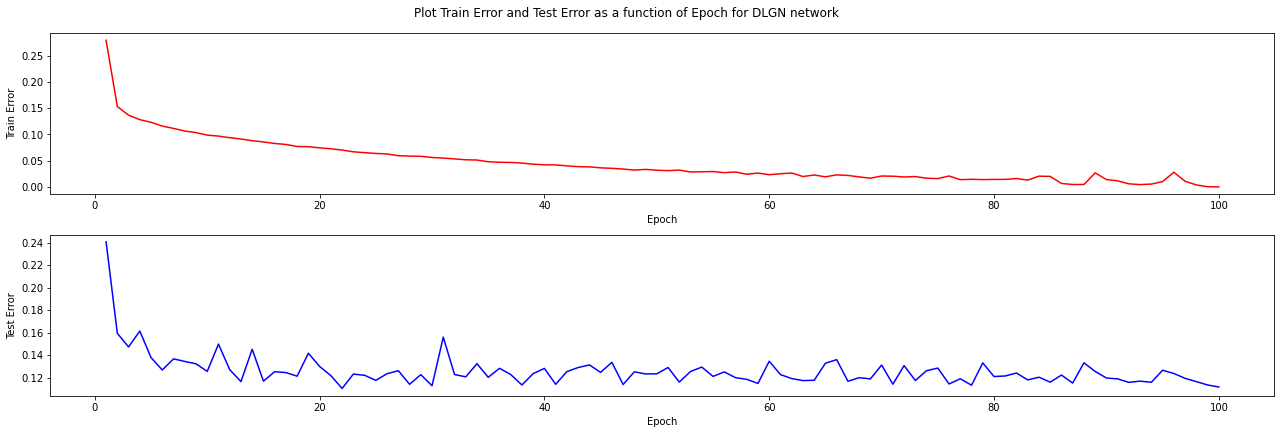 Plot Train Error and Test Error as a function of Epoch for DLGN network
0.25
0.20
0.15
0.10
0.05
0.00
Train Error
0 20 40 60 80 100
Epoch
0.24
0.22
0.20
0.18
0.16
0.14
0.12
Test Error
0 20 40 60 80 100
Epoch